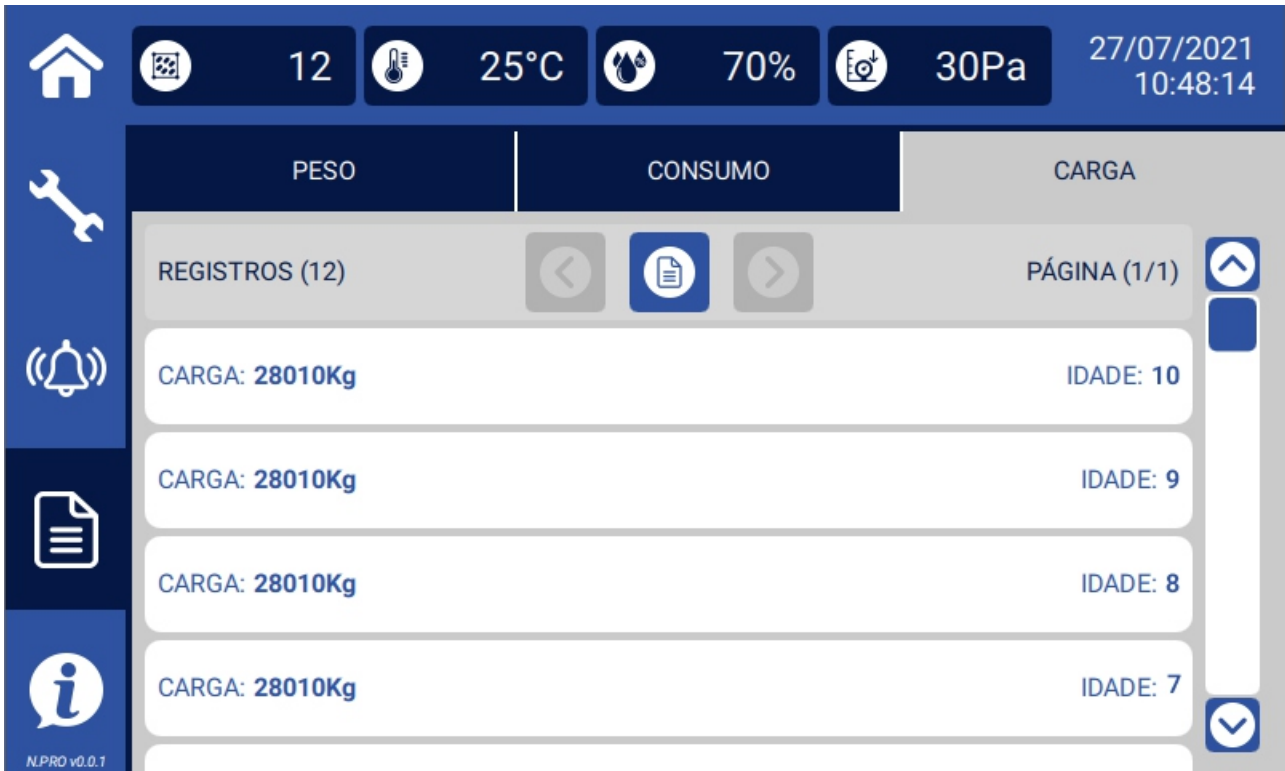 12 25°C 70% 30Pa 27/07/2021
10:48:14
PESO CONSUMO CARGA
REGISTROS (12) PÁGINA (1/1)
CARGA: 28010Kg IDADE: 10
CARGA: 28010Kg IDADE: 9
CARGA: 28010Kg IDADE: 8
CARGA: 28010Kg IDADE: 7
N.PRO v0.0.1